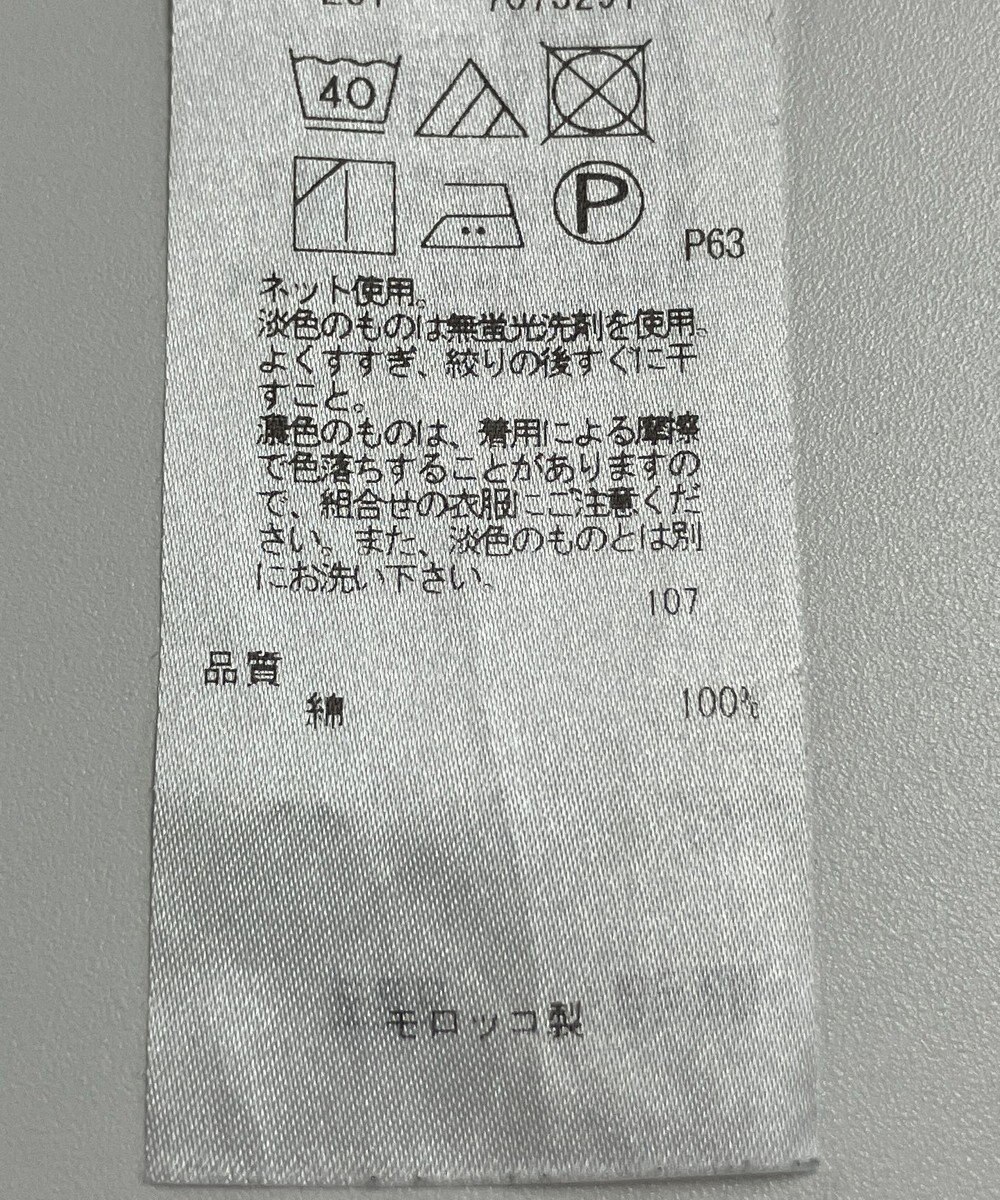 40
P
P63
ネット使用。
淡色のものは無蛍光洗剤を使用。
よくすすぎ、絞りの後すぐに干
すこと。
濃色のものは、着用による摩擦
で色落ちすることがありますの
で、組合せの衣服にご注意くだ
さい。また、淡色のものとは別
にお洗い下さい。
107
品質
綿 100%
モロッコ製